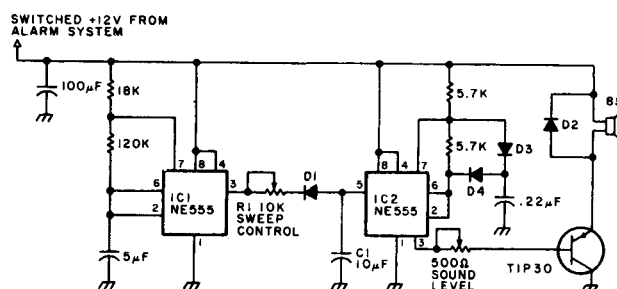 SWITCHED +12V FROM
ALARM SYSTEM
100µF
18K
120K
5µF
7 8 4
6
2
3
1
IC1
NE555
R1 10K
SWEEP
CONTROL
D1
C1
10µF
5
8 4 7
6
2
1
3
IC2
NE555
5.7K
5.7K
D3
D4
.22µF
500Ω
SOUND
LEVEL
D2
TIP30